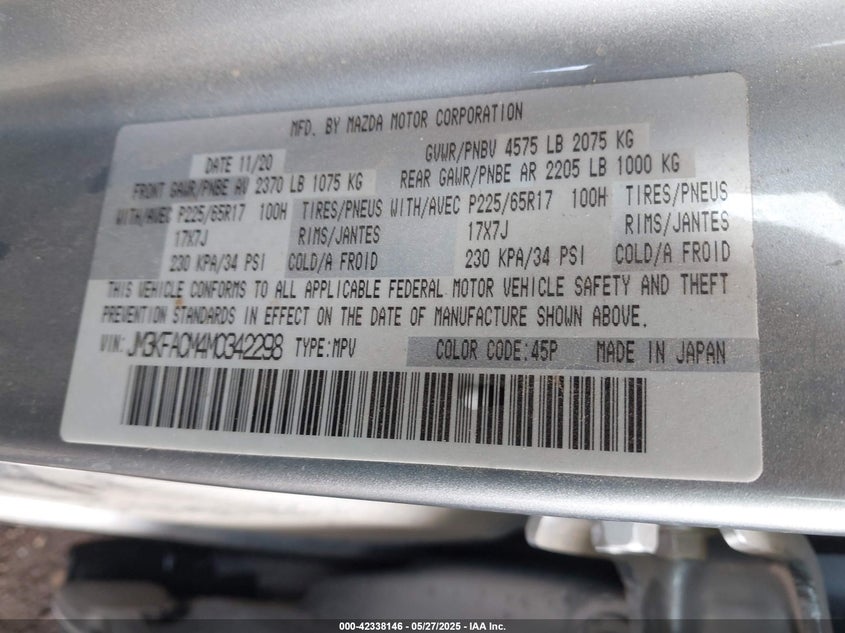 MFD. BY MAZDA MOTOR CORPORATION
DATE 11/20 GVWR/PNBV 4575 LB 2075 KG
FRONT GAWR/PNBE AV 2370 LB 1075 KG REAR GAWR/PNBE AR 2205 LB 1000 KG
WITH/AVEC P225/65R17 100H TIRES/PNEUS WITH/AVEC P225/65R17 100H TIRES/PNEUS
17X7J RIMS/JANTES 17X7J RIMS/JANTES
230 KPA/34 PSI COLD/A FROID 230 KPA/34 PSI COLD/A FROID
THIS VEHICLE CONFORMS TO ALL APPLICABLE FEDERAL MOTOR VEHICLE SAFETY AND THEFT
PREVENTION STANDARDS IN EFFECT ON THE DATE OF MANUFACTURE SHOWN ABOVE.
VIN: JM3KFACM4M0342298 TYPE:MPV COLOR CODE:45P MADE IN JAPAN
000-42338146 — 05/27/2025 — IAA Inc.